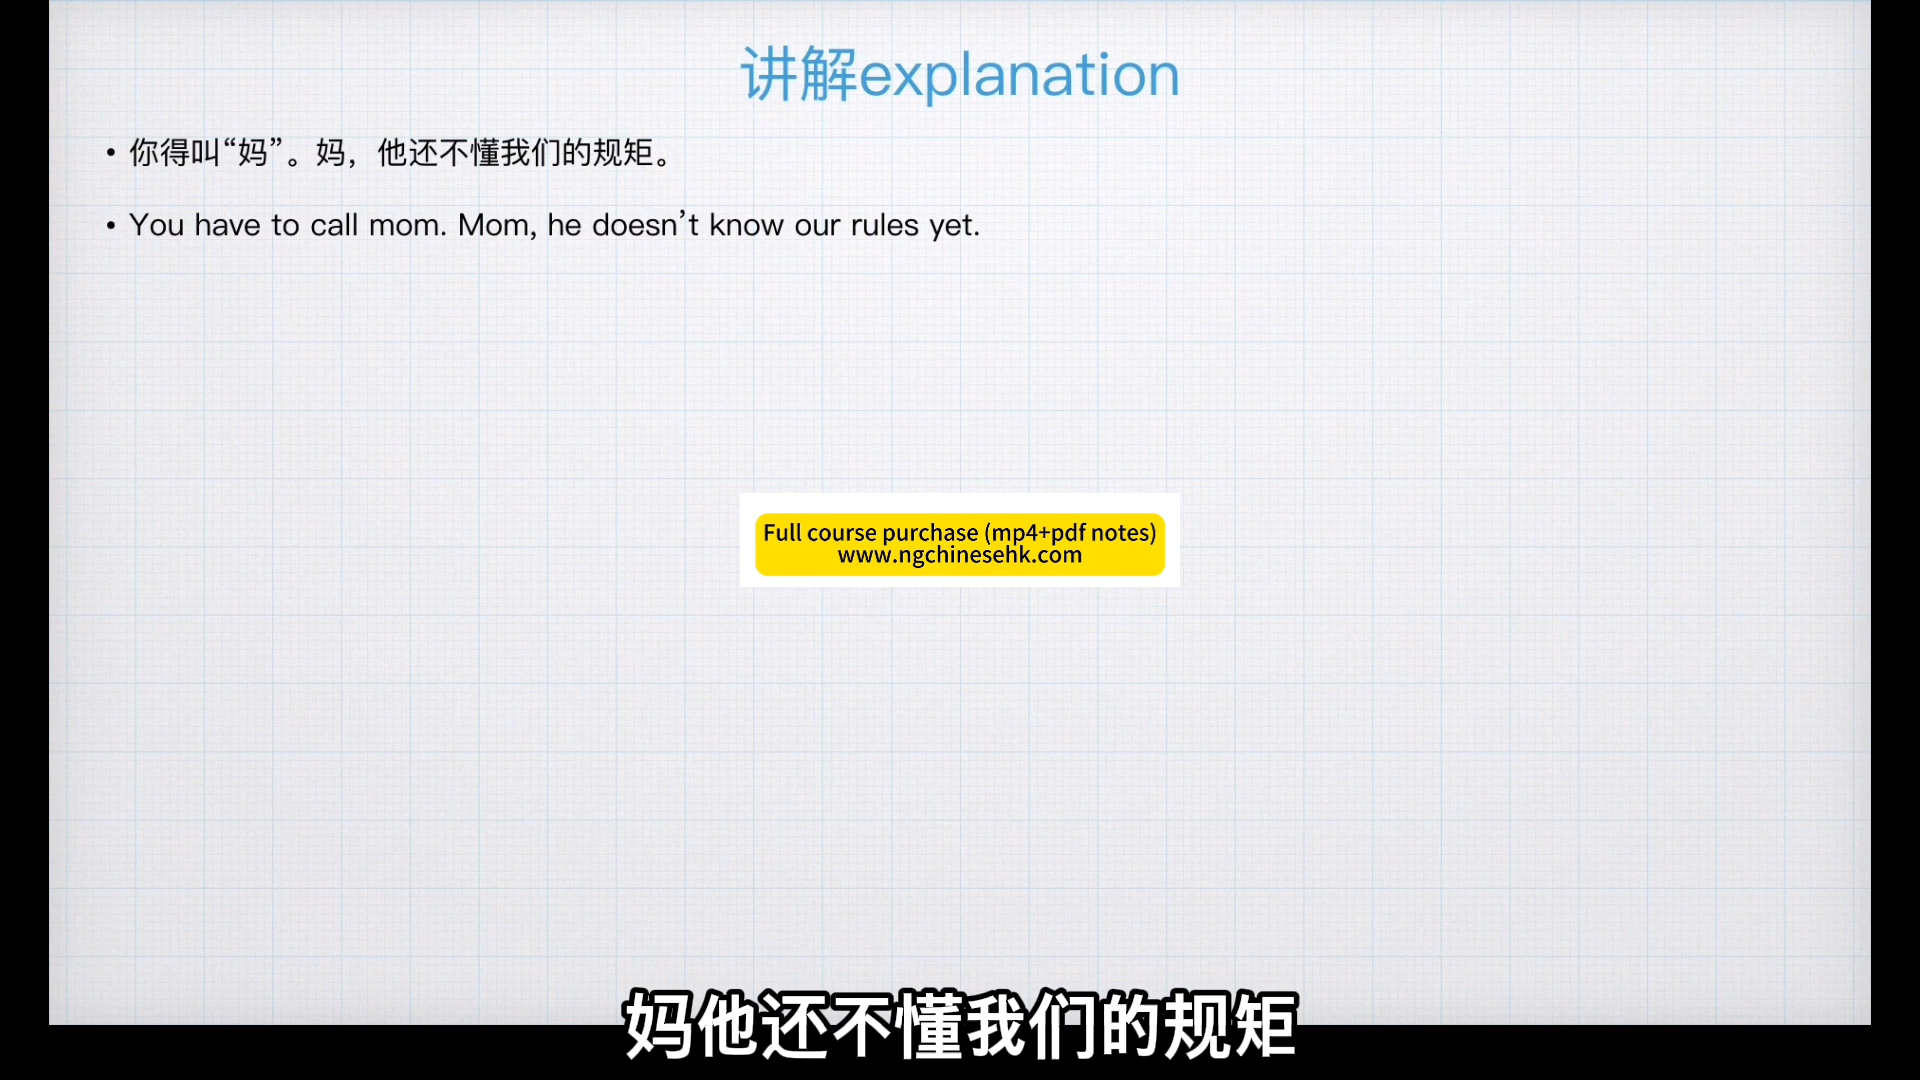 讲解explanation
• 你得叫“妈”。妈，他还不懂我们的规矩。
• You have to call mom. Mom, he doesn’t know our rules yet.
Full course purchase (mp4+pdf notes)
www.ngchinesehk.com
妈他还不懂我们的规矩